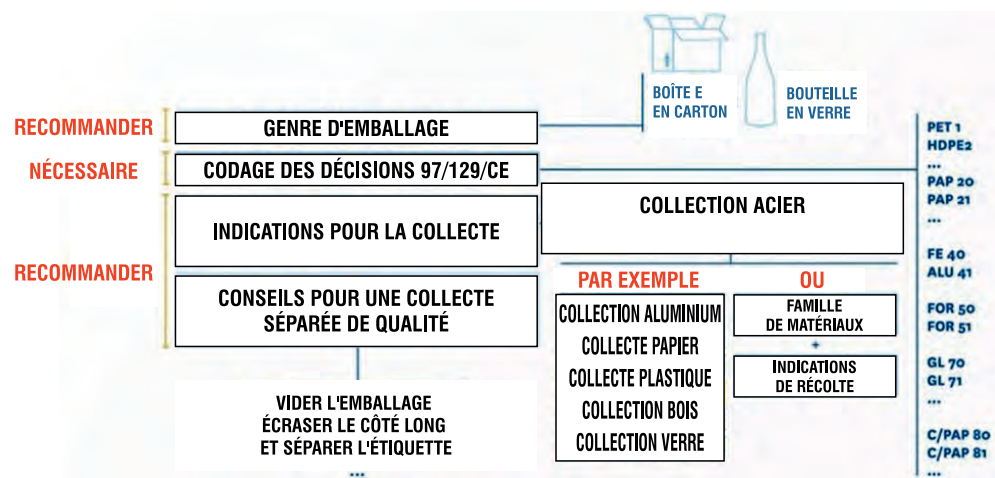 BOÎTE E
EN CARTON
BOUTEILLE
EN VERRE
RECOMMANDER
GENRE D'EMBALLAGE
NÉCESSAIRE
CODAGE DES DÉCISIONS 97/129/CE
RECOMMANDER
INDICATIONS POUR LA COLLECTE
CONSEILS POUR UNE COLLECTE
SÉPARÉE DE QUALITÉ
VIDER L'EMBALLAGE
ÉCRASER LE CÔTÉ LONG
ET SÉPARER L'ÉTIQUETTE
...
COLLECTION ACIER
PAR EXEMPLE
COLLECTION ALUMINIUM
COLLECTE PAPIER
COLLECTE PLASTIQUE
COLLECTION BOIS
COLLECTION VERRE
OU
FAMILLE
DE MATÉRIAUX
+
INDICATIONS
DE RÉCOLTE
PET 1
HDPE2
...
PAP 20
PAP 21
...
FE 40
ALU 41
FOR 50
FOR 51
GL 70
GL 71
...
C/PAP 80
C/PAP 81
...